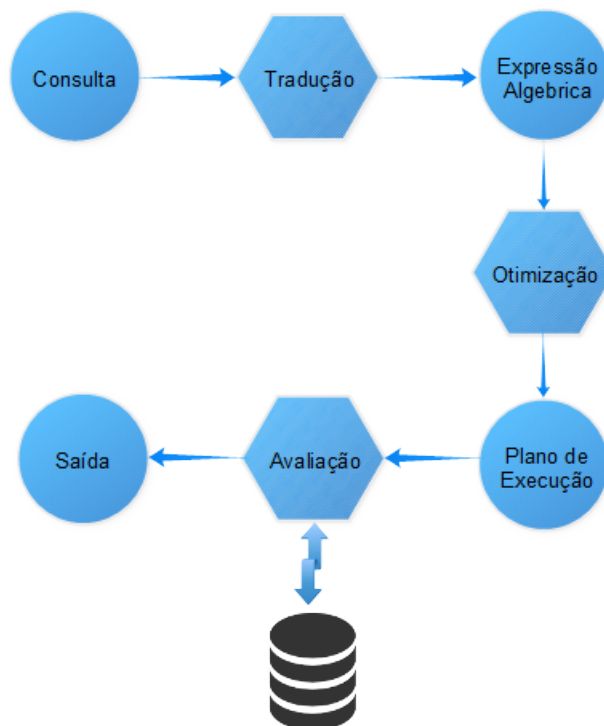 Consulta
Tradução
Expressão
Algebrica
Otimização
Plano de
Execução
Avaliação
Saída